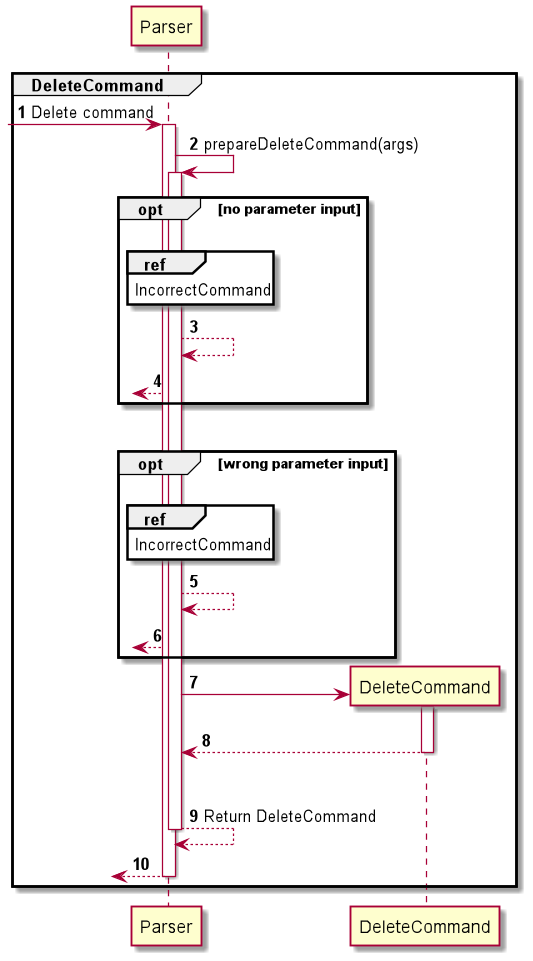 Parser
DeleteCommand
1 Delete command
2 prepareDeleteCommand(args)
opt [no parameter input]
ref
IncorrectCommand
3
4
opt [wrong parameter input]
ref
IncorrectCommand
5
6
7
DeleteCommand
8
9 Return DeleteCommand
10
Parser
DeleteCommand